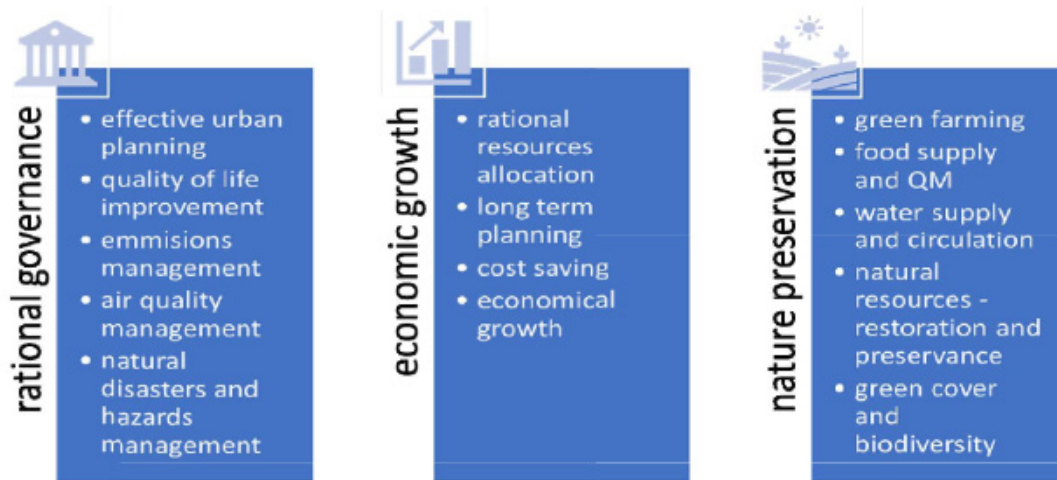 rational governance
• effective urban
planning
• quality of life
improvement
• emmisions
management
• air quality
management
• natural
disasters and
hazards
management
economic growth
• rational
resources
allocation
• long term
planning
• cost saving
• economical
growth
nature preservation
• green farming
• food supply
and QM
• water supply
and circulation
• natural
resources -
restoration and
preservance
• green cover
and
biodiversity